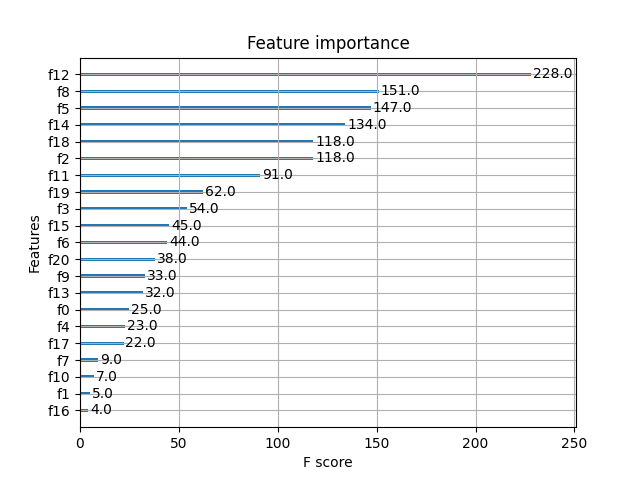 Feature importance
f12 228.0
f8 151.0
f5 147.0
f14 134.0
f18 118.0
f2 118.0
f11 91.0
f19 62.0
f3 54.0
f15 45.0
f6 44.0
f20 38.0
f9 33.0
f13 32.0
f0 25.0
f4 23.0
f17 22.0
f7 9.0
f10 7.0
f1 5.0
f16 4.0
Features
0 50 100 150 200 250
F score